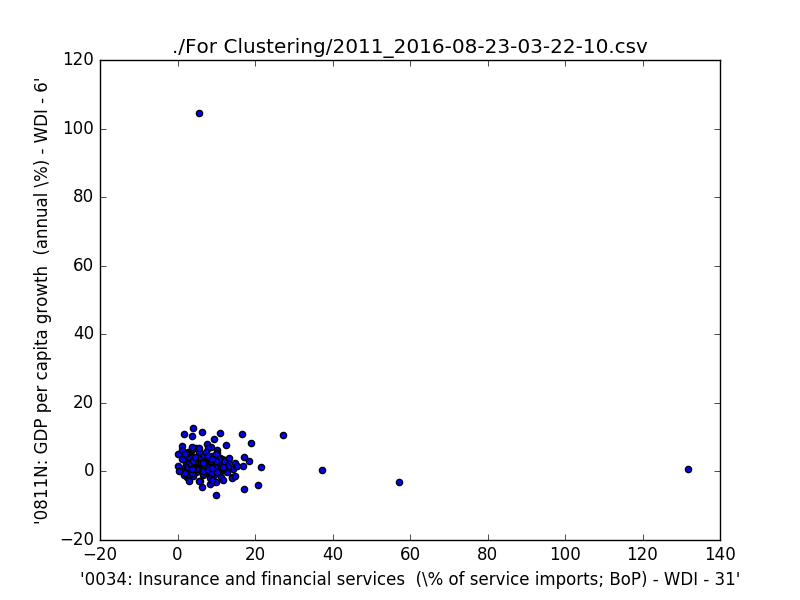 ./For Clustering/2011_2016-08-23-03-22-10.csv
120
100
80
60
40
20
0
−20
'0811N: GDP per capita growth  (annual \%) - WDI - 6'
−20 0 20 40 60 80 100 120 140
'0034: Insurance and financial services  (\% of service imports; BoP) - WDI - 31'